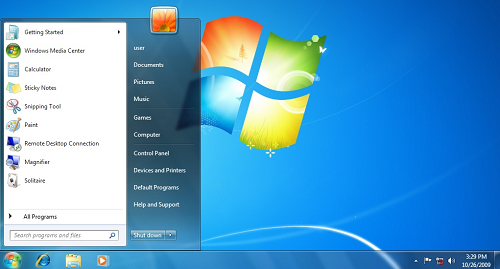 Getting Started
Windows Media Center
Calculator
Sticky Notes
Snipping Tool
Paint
Remote Desktop Connection
Magnifier
Solitaire
All Programs
Search programs and files
user
Documents
Pictures
Music
Games
Computer
Control Panel
Devices and Printers
Default Programs
Help and Support
Shut down
3:29 PM
10/26/2009